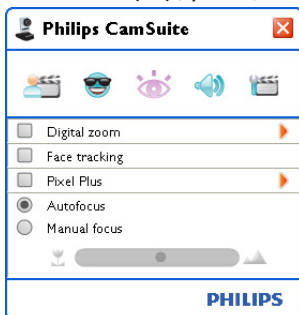 Philips CamSuite
Digital zoom
Face tracking
Pixel Plus
Autofocus
Manual focus
PHILIPS